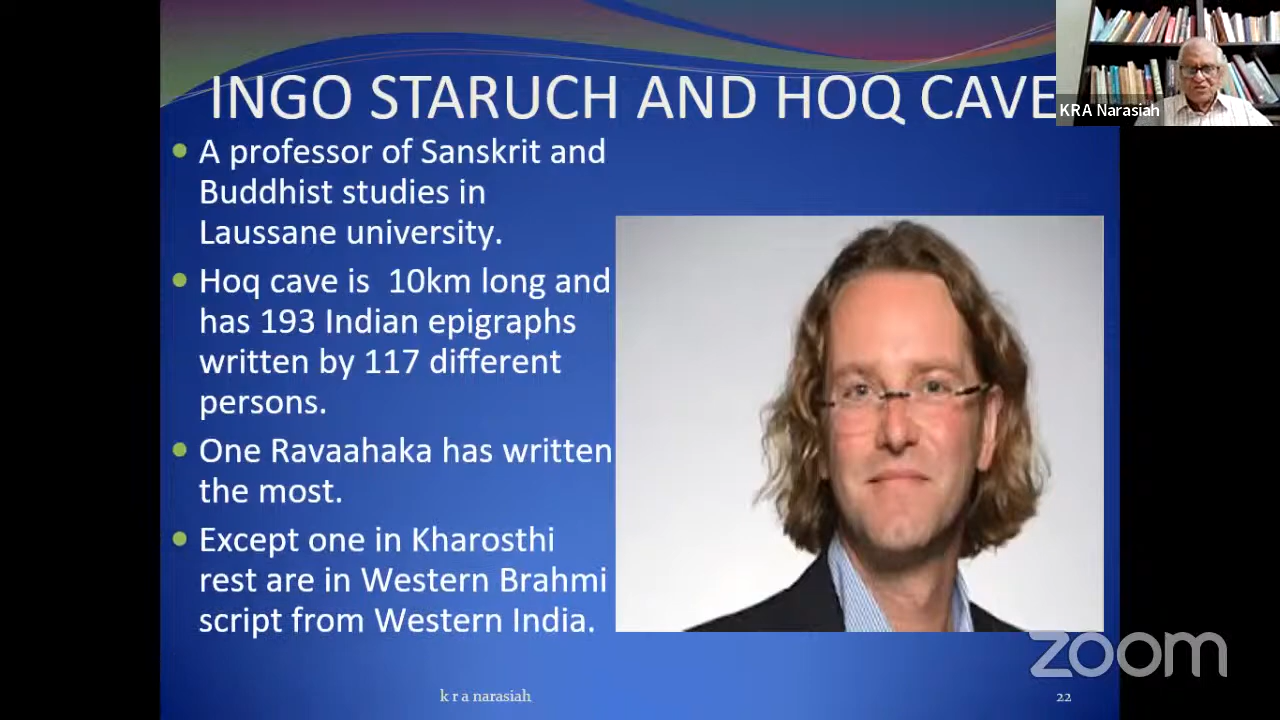 INGO STARUCH AND HOQ CAVE
KRA Narasiah
A professor of Sanskrit and
Buddhist studies in
Laussane university.
Hoq cave is 10km long and
has 193 Indian epigraphs
written by 117 different
persons.
One Ravaahaka has written
the most.
Except one in Kharosthi
rest are in Western Brahmi
script from Western India.
zoom
k r a narasiah
22